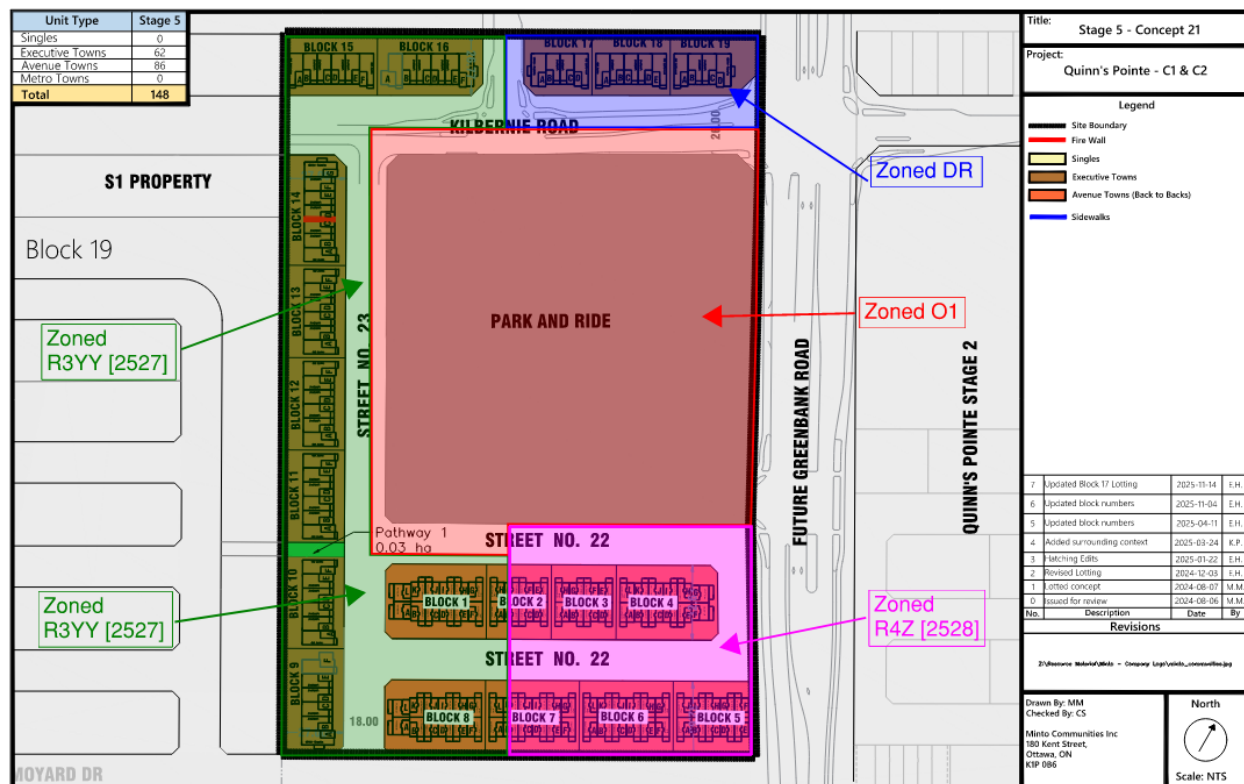 Unit Type Stage 5
Singles 0
Executive Towns 62
Avenue Towns 86
Metro Towns 0
Total 148
BLOCK 15
BLOCK 16
BLOCK 17
BLOCK 18
BLOCK 19
KILBERNIE ROAD
20.00
Zoned DR
S1 PROPERTY
Block 19
BLOCK 14
BLOCK 13
BLOCK 12
BLOCK 11
BLOCK 10
BLOCK 9
STREET NO. 23
Zoned
R3YY [2527]
PARK AND RIDE
Zoned O1
FUTURE GREENBANK ROAD
QUINN'S POINTE STAGE 2
Pathway 1
0.03 ha
STREET NO. 22
BLOCK 1
BLOCK 2
BLOCK 3
BLOCK 4
Zoned
R3YY [2527]
Zoned
R4Z [2528]
STREET NO. 22
BLOCK 8
BLOCK 7
BLOCK 6
BLOCK 5
18.00
MOYARD DR
Title:
Stage 5 - Concept 21
Project:
Quinn's Pointe - C1 & C2
Legend
Site Boundary
Fire Wall
Singles
Executive Towns
Avenue Towns (Back to Backs)
Sidewalks
7 Updated Block 17 Lotting 2025-11-14 E.H.
6 Updated block numbers 2025-11-04 E.H.
5 Updated block numbers 2025-04-11 E.H.
4 Added surrounding context 2025-03-24 K.P.
3 Hatching Edits 2025-01-22 E.H.
2 Revised Lotting 2024-12-03 E.H.
1 Lotted concept 2024-08-07 M.M.
0 Issued for review 2024-08-06 M.M.
No. Description Date By
Revisions
Drawn By: MM
Checked By: CS
Minto Communities Inc
180 Kent Street,
Ottawa, ON
K1P 0B6
North
Scale: NTS